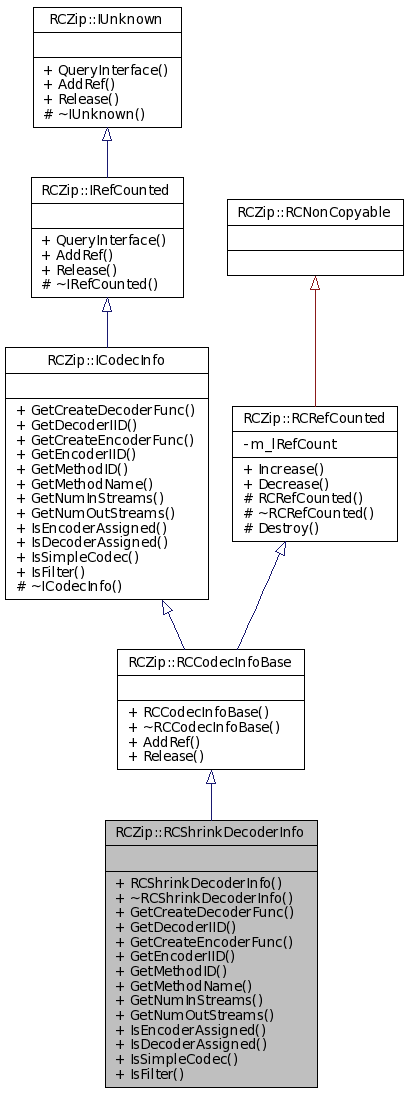 RCZip::IUnknown
+ QueryInterface()
+ AddRef()
+ Release()
# ~IUnknown()
RCZip::IRefCounted
+ QueryInterface()
+ AddRef()
+ Release()
# ~IRefCounted()
RCZip::RCNonCopyable
RCZip::ICodecInfo
+ GetCreateDecoderFunc()
+ GetDecoderIID()
+ GetCreateEncoderFunc()
+ GetEncoderIID()
+ GetMethodID()
+ GetMethodName()
+ GetNumInStreams()
+ GetNumOutStreams()
+ IsEncoderAssigned()
+ IsDecoderAssigned()
+ IsSimpleCodec()
+ IsFilter()
# ~ICodecInfo()
RCZip::RCRefCounted
- m_lRefCount
+ Increase()
+ Decrease()
# RCRefCounted()
# ~RCRefCounted()
# Destroy()
RCZip::RCCodecInfoBase
+ RCCodecInfoBase()
+ ~RCCodecInfoBase()
+ AddRef()
+ Release()
RCZip::RCShrinkDecoderInfo
+ RCShrinkDecoderInfo()
+ ~RCShrinkDecoderInfo()
+ GetCreateDecoderFunc()
+ GetDecoderIID()
+ GetCreateEncoderFunc()
+ GetEncoderIID()
+ GetMethodID()
+ GetMethodName()
+ GetNumInStreams()
+ GetNumOutStreams()
+ IsEncoderAssigned()
+ IsDecoderAssigned()
+ IsSimpleCodec()
+ IsFilter()